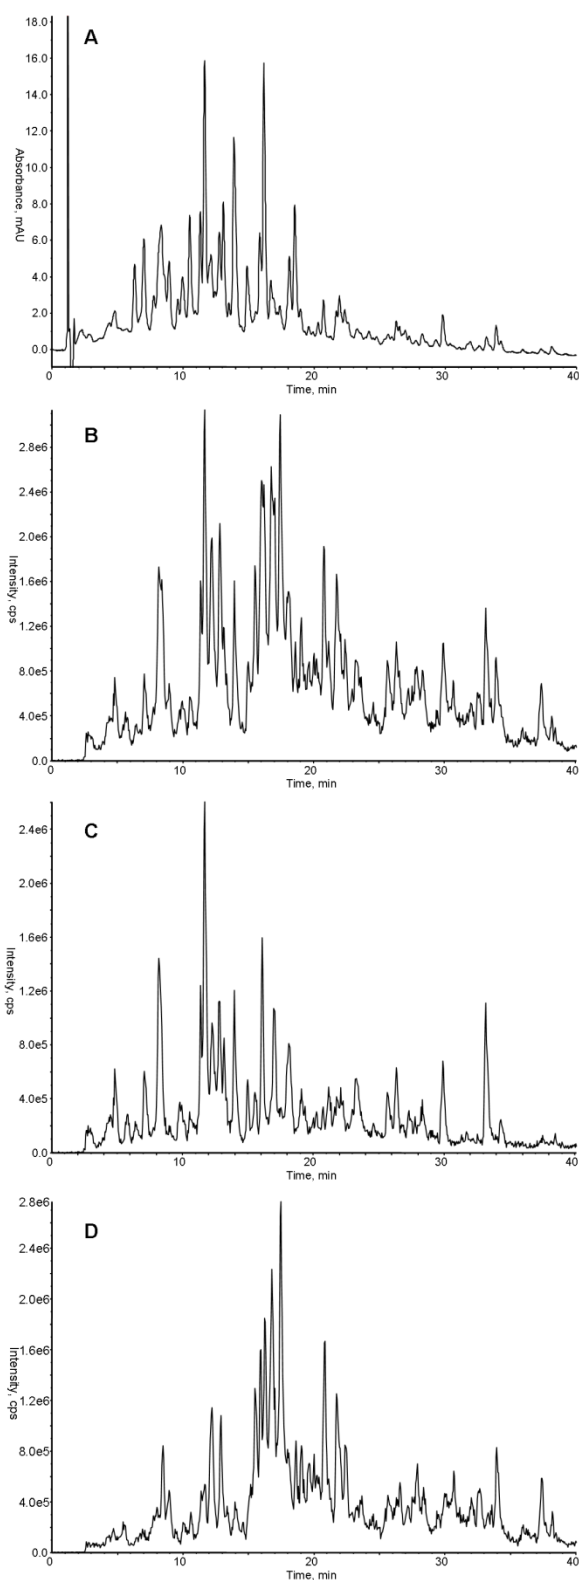 A
18.0
16.0
14.0
12.0
10.0
8.0
6.0
4.0
2.0
0.0
Absorbance, mAU
0 10 20 30 40
Time, min
B
2.8e6
2.4e6
2.0e6
1.6e6
1.2e6
8.0e5
4.0e5
0.0
Intensity, cps
0 10 20 30 40
Time, min
C
2.4e6
2.0e6
1.6e6
1.2e6
8.0e5
4.0e5
0.0
Intensity, cps
0 10 20 30 40
Time, min
D
2.8e6
2.4e6
2.0e6
1.6e6
1.2e6
8.0e5
4.0e5
0.0
Intensity, cps
0 10 20 30 40
Time, min